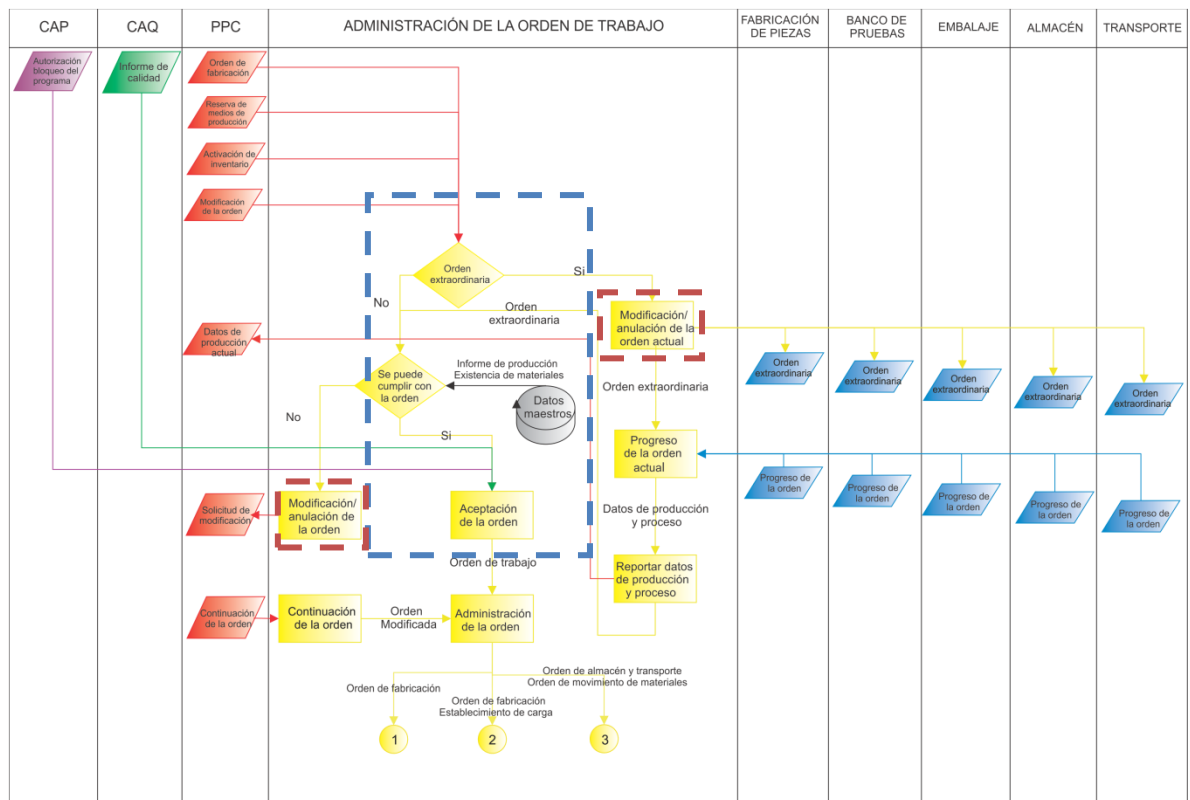 CAP
CAQ
PPC
ADMINISTRACIÓN DE LA ORDEN DE TRABAJO
FABRICACIÓN
DE PIEZAS
BANCO DE
PRUEBAS
EMBALAJE
ALMACÉN
TRANSPORTE
Autorización
bloqueo del
programa
Informe de
calidad
Orden de
fabricación
Reserva de
medios de
producción
Activación de
inventario
Modificación
de la orden
Orden
extraordinaria
Si
No
Orden
extraordinaria
Modificación/
anulación de la
orden actual
Datos de
producción
actual
Informe de producción
Existencia de materiales
Se puede
cumplir con
la orden
Datos
maestros
Orden extraordinaria
Orden
extraordinaria
Orden
extraordinaria
Orden
extraordinaria
Orden
extraordinaria
Orden
extraordinaria
No
Si
Progreso
de la orden
actual
Progreso de
la orden
Progreso de
la orden
Progreso de
la orden
Progreso de
la orden
Progreso de
la orden
Solicitud de
modificación
Modificación/
anulación de
la orden
Aceptación
de la orden
Datos de producción
y proceso
Orden de trabajo
Reportar datos
de producción
y proceso
Continuación
de la orden
Continuación
de la orden
Orden
Modificada
Administración
de la orden
Orden de fabricación
Orden de fabricación
Establecimiento de carga
Orden de almacén y transporte
Orden de movimiento de materiales
1
2
3